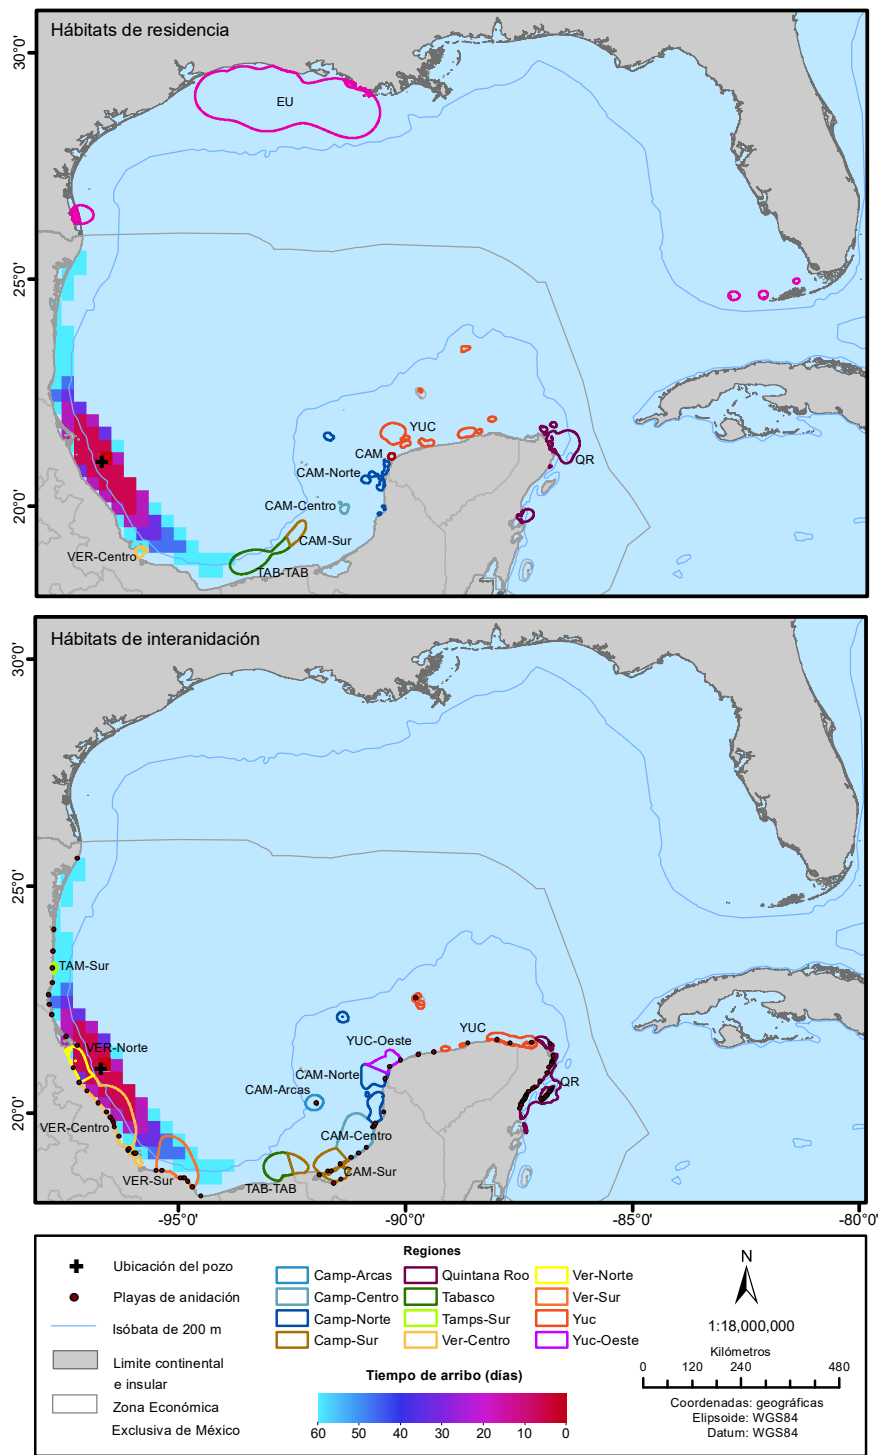 Hábitats de residencia
30°0'
EU
25°0'
YUC
CAM
QR
CAM-Norte
CAM-Centro
20°0'
CAM-Sur
VER-Centro
TAB-TAB
Hábitats de interanidación
30°0'
25°0'
TAM-Sur
YUC
YUC-Oeste
VER-Norte
CAM-Norte
CAM-Arcas
QR
20°0'
VER-Centro
CAM-Centro
CAM-Sur
VER-Sur
TAB-TAB
-95°0'
-90°0'
-85°0'
-80°0'
Ubicación del pozo
Playas de anidación
Isóbata de 200 m
Limite continental
e insular
Zona Económica
Exclusiva de México
Regiones
Camp-Arcas
Camp-Centro
Camp-Norte
Camp-Sur
Quintana Roo
Tabasco
Tamps-Sur
Ver-Centro
Ver-Norte
Ver-Sur
Yuc
Yuc-Oeste
Tiempo de arribo (días)
60 50 40 30 20 10 0
N
1:18,000,000
Kilómetros
0 120 240 480
Coordenadas: geográficas
Elipsoide: WGS84
Datum: WGS84